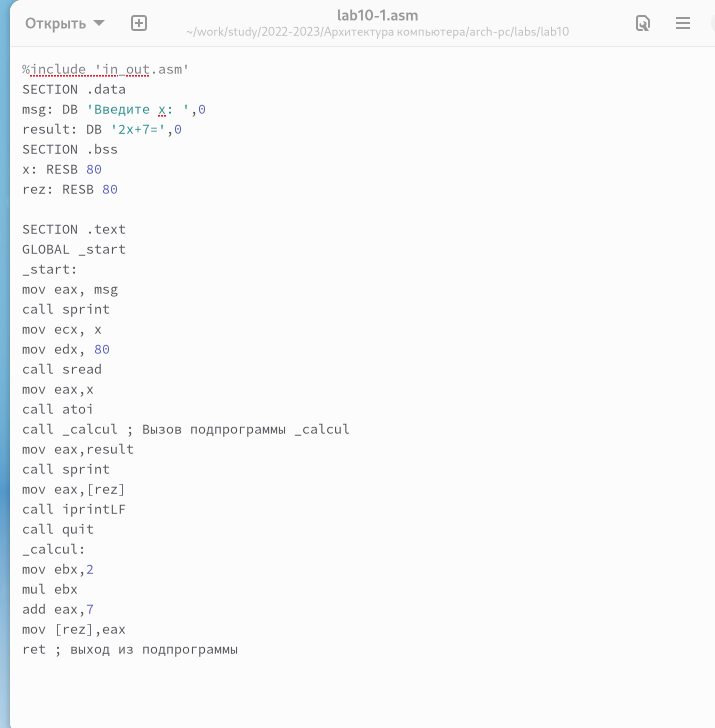 Открыть
lab10-1.asm
~/work/study/2022-2023/Архитектура компьютера/arch-pc/labs/lab10
%include 'in_out.asm'
SECTION .data
msg: DB 'Введите x: ',0
result: DB '2x+7=',0
SECTION .bss
x: RESB 80
rez: RESB 80
SECTION .text
GLOBAL _start
_start:
mov eax, msg
call sprint
mov ecx, x
mov edx, 80
call sread
mov eax,x
call atoi
call _calcul ; Вызов подпрограммы _calcul
mov eax,result
call sprint
mov eax,[rez]
call iprintLF
call quit
_calcul:
mov ebx,2
mul ebx
add eax,7
mov [rez],eax
ret ; выход из подпрограммы